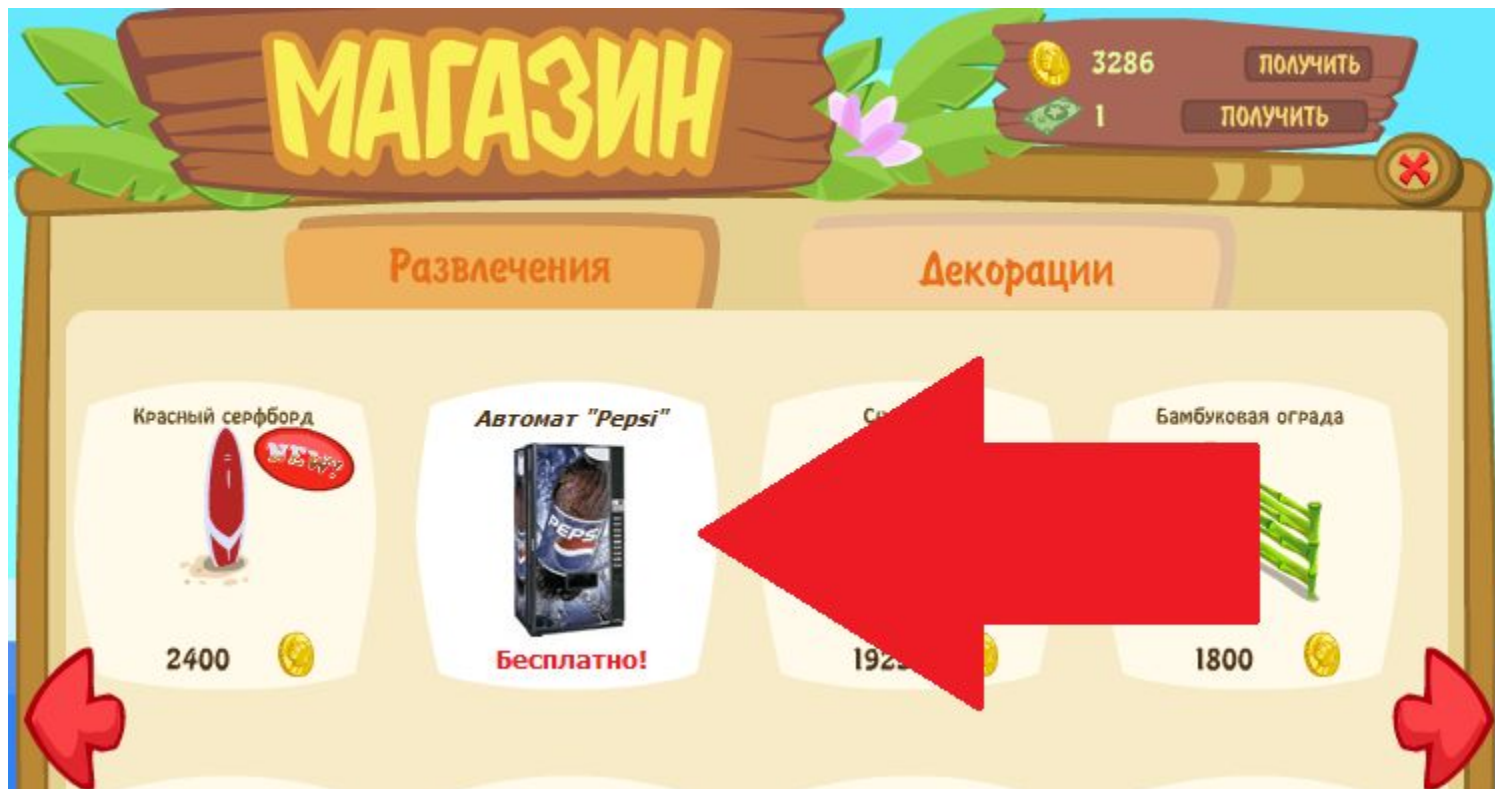 МАГАЗИН
3286 ПОЛУЧИТЬ
1 ПОЛУЧИТЬ
Развлечения
Декорации
Красный серфборд
NEW!
2400
Автомат "Pepsi"
PEPSI
Бесплатно!
Бамбуковая ограда
1800